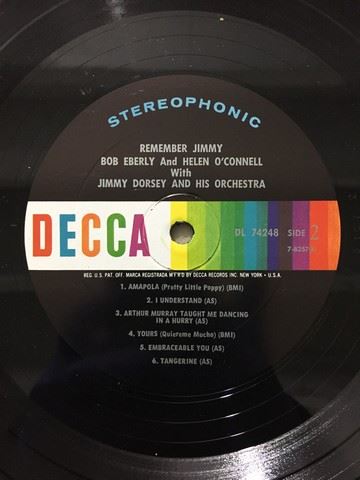 STEREOPHONIC
REMEMBER JIMMY
BOB EBERLY And HELEN O'CONNELL
With
JIMMY DORSEY AND HIS ORCHESTRA
DECCA
DL 74248 SIDE 2
REG. U.S. PAT. OFF. MARCA REGISTRADA M'F'D BY DECCA RECORDS INC. NEW YORK • U.S.A.
1. AMAPOLA (Pretty Little Poppy) (BMI)
2. I UNDERSTAND (AS)
3. ARTHUR MURRAY TAUGHT ME DANCING
IN A HURRY (AS)
4. YOURS (Quiereme Mucho) (BMI)
5. EMBRACEABLE YOU (AS)
6. TANGERINE (AS)